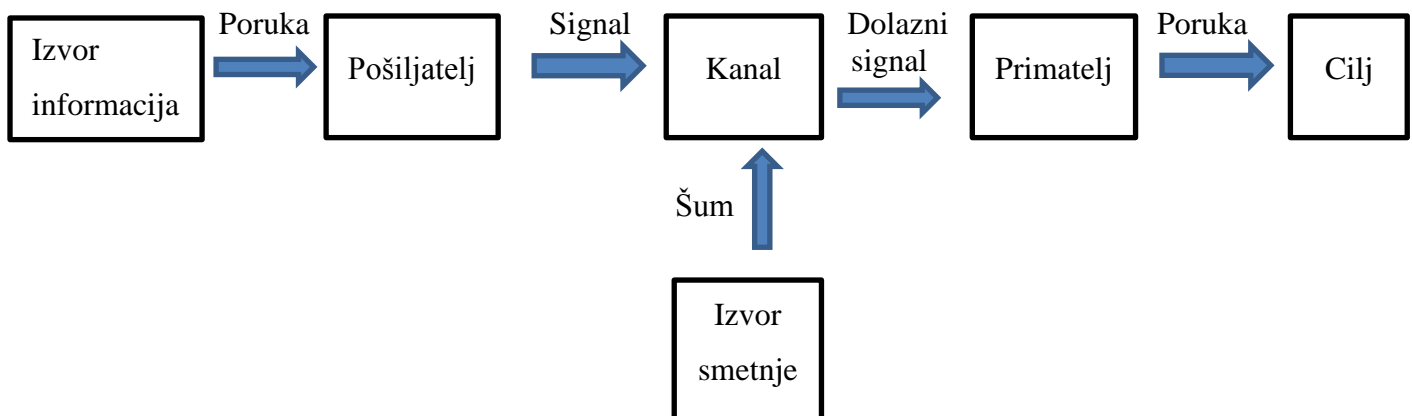 Izvor
informacija
Poruka
Pošiljatelj
Signal
Kanal
Dolazni
signal
Primatelj
Poruka
Cilj
Šum
Izvor
smetnje